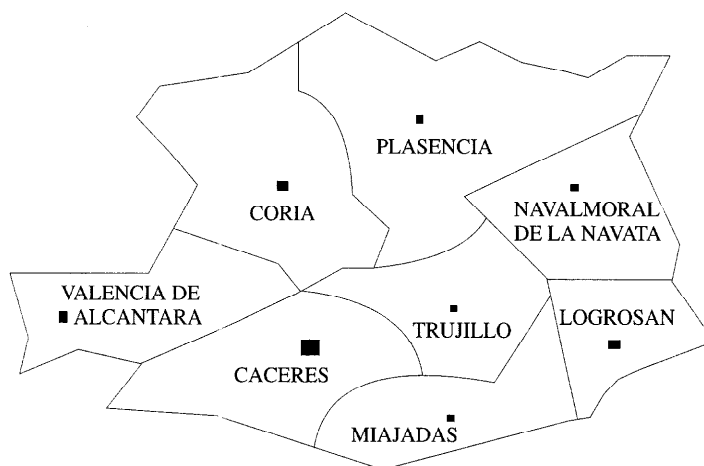 PLASENCIA
CORIA
NAVALMORAL
DE LA NAVATA
VALENCIA DE
ALCANTARA
TRUJILLO
LOGROSAN
CACERES
MIAJADAS